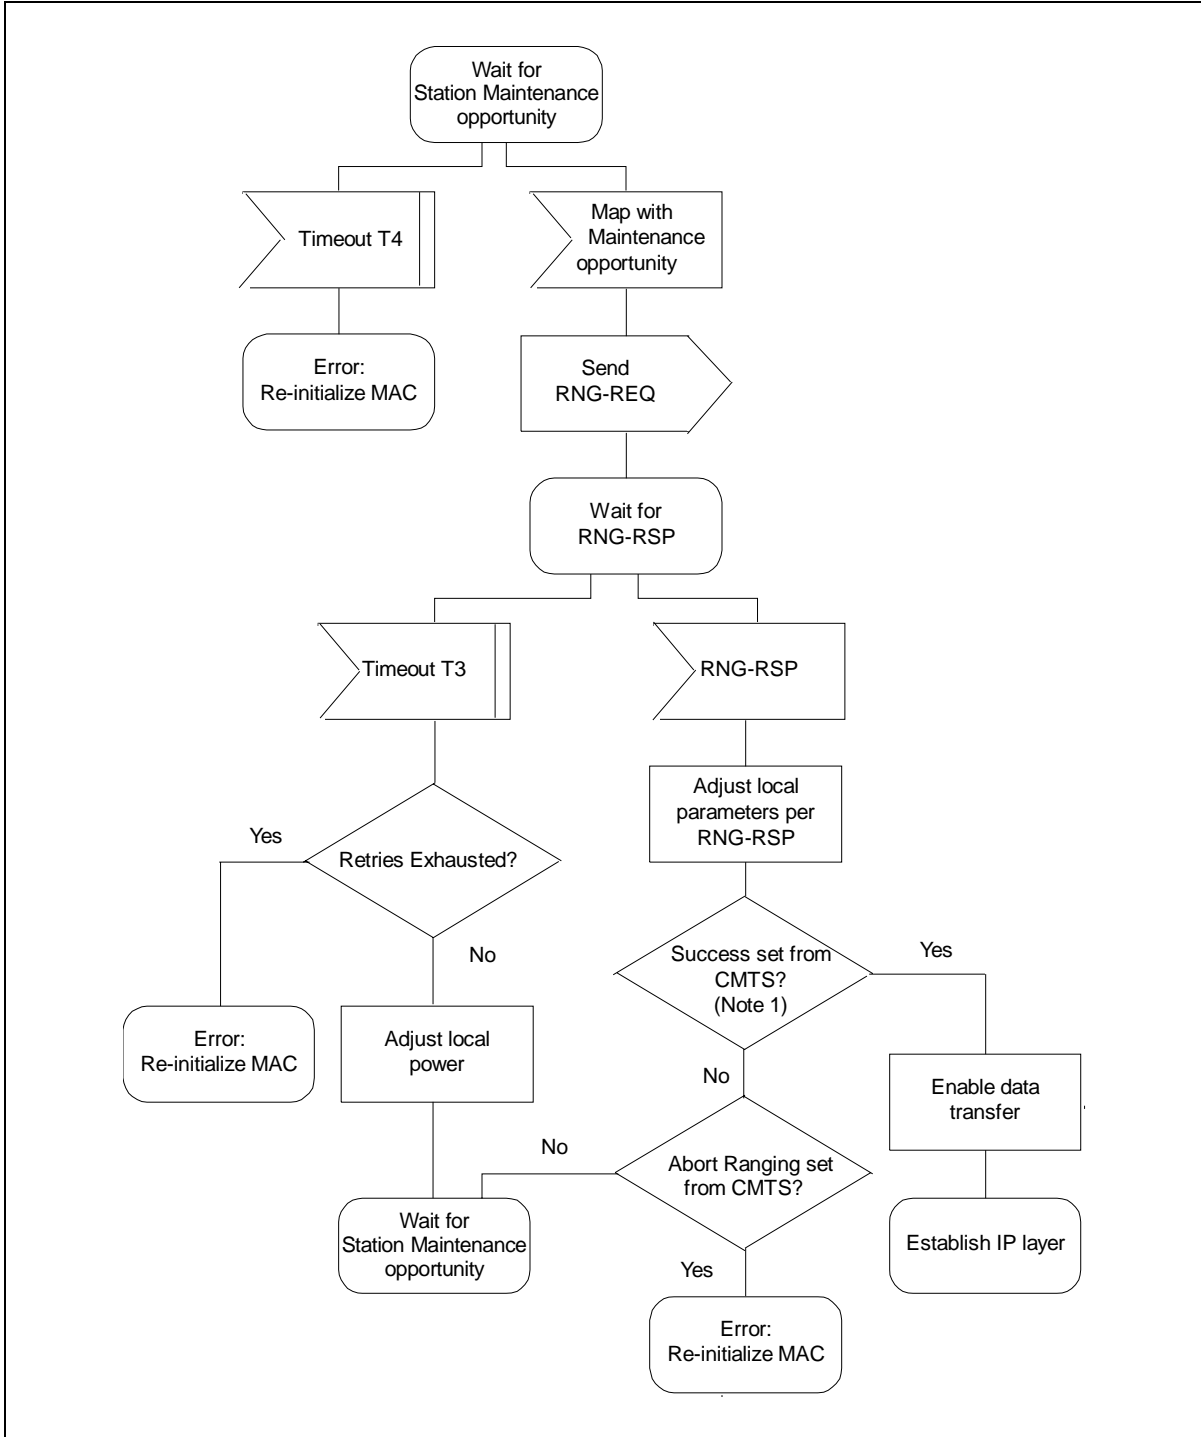 Wait for
Station Maintenance
opportunity
Timeout T4
Map with
Maintenance
opportunity
Error:
Re-initialize MAC
Send
RNG-REQ
Wait for
RNG-RSP
Timeout T3
RNG-RSP
Adjust local
parameters per
RNG-RSP
Yes
Retries Exhausted?
No
Success set from
CMTS?
(Note 1)
Yes
Error:
Re-initialize MAC
Adjust local
power
No
Enable data
transfer
No
Abort Ranging set
from CMTS?
Wait for
Station Maintenance
opportunity
Establish IP layer
Yes
Error:
Re-initialize MAC